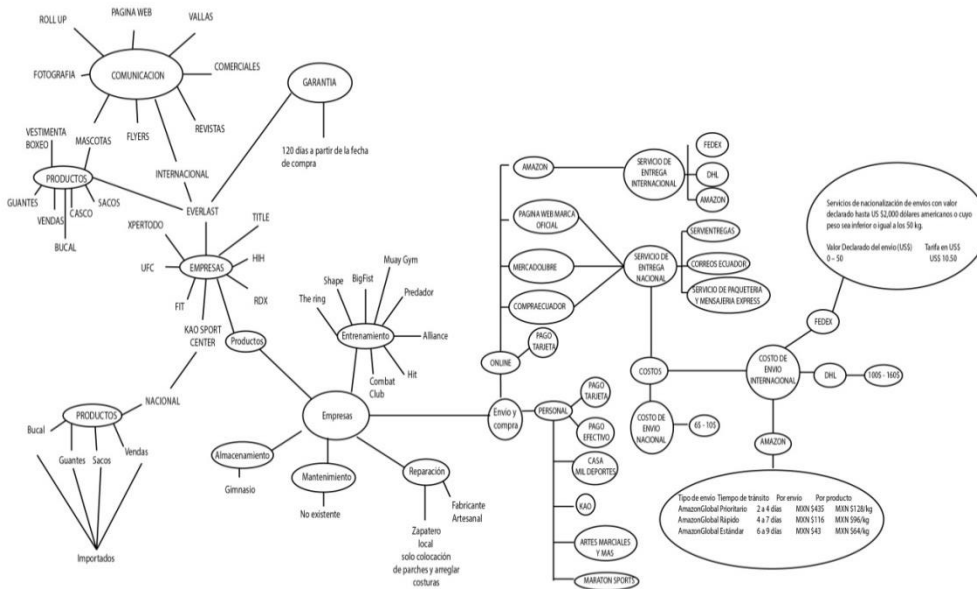 ROLL UP
PAGINA WEB
VALLAS
FOTOGRAFIA
COMUNICACION
COMERCIALES
MASCOTAS
FLYERS
REVISTAS
GARANTIA
120 días a partir de la fecha
de compra
VESTIMENTA
BOXEO
PRODUCTOS
GUANTES
VENDAS
BUCAL
CASCO
SACOS
INTERNACIONAL
EVERLAST
XPERTODO
TITLE
UFC
EMPRESAS
HIH
FIT
RDX
KAO SPORT
CENTER
Productos
NACIONAL
PRODUCTOS
Bucal
Guantes
Sacos
Vendas
Importados
The ring
Shape
BigFist
Muay Gym
Predador
Entrenamiento
Alliance
Combat
Club
Hit
Empresas
Almacenamiento
Gimnasio
Mantenimiento
No existente
Reparación
Zapatero
local
solo colocación
de parches y arreglar
costuras
Fabricante
Artesanal
Envio y
compra
ONLINE
PAGO
TARJETA
AMAZON
PAGINA WEB MARCA
OFICIAL
MERCADOLIBRE
COMPRAECUADOR
SERVICIO DE
ENTREGA
INTERNACIONAL
FEDEX
DHL
AMAZON
SERVICIO DE
ENTREGA
NACIONAL
SERVIENTREGAS
CORREOS ECUADOR
SERVICIO DE PAQUETERIA
Y MENSAJERIA EXPRESS
PERSONAL
PAGO
TARJETA
PAGO
EFECTIVO
CASA
MIL DEPORTES
KAO
ARTES MARCIALES
Y MAS
MARATON SPORTS
COSTOS
COSTO DE
ENVIO
NACIONAL
6$ - 10$
COSTO DE
ENVIO
INTERNACIONAL
FEDEX
DHL
100$ - 160$
AMAZON
Servicios de nacionalización de envíos con valor
declarado hasta US $2,000 dólares americanos o cuyo
peso sea inferior o igual a los 50 kg.
Valor Declarado del envío (US$) Tarifa en US$
0 – 50 US$ 10.50
Tipo de envío Tiempo de tránsito Por envío Por producto
AmazonGlobal Prioritario 2 a 4 días MXN $435 MXN $128/kg
AmazonGlobal Rápido 4 a 7 días MXN $116 MXN $96/kg
AmazonGlobal Estándar 6 a 9 días MXN $43 MXN $64/kg